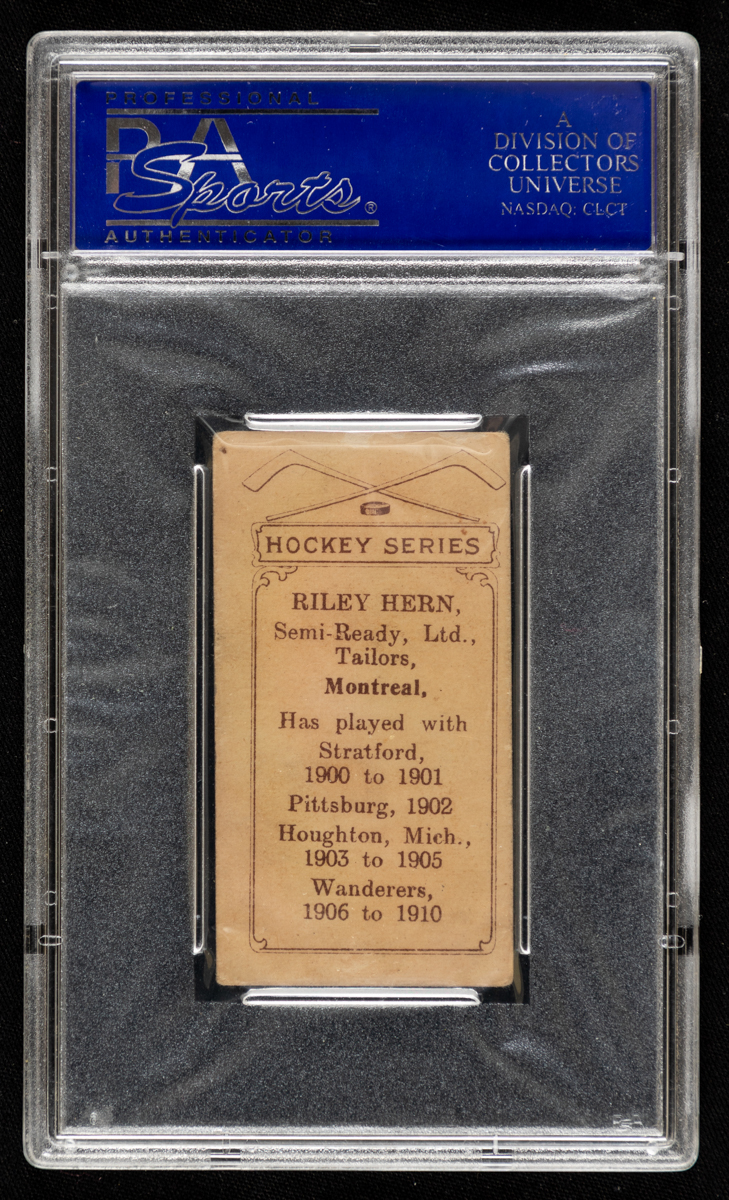 PROFESSIONAL
PSA
Sports®
AUTHENTICATOR
A
DIVISION OF
COLLECTORS
UNIVERSE
NASDAQ: CLCT
HOCKEY SERIES
RILEY HERN,
Semi-Ready, Ltd.,
Tailors,
Montreal,
Has played with
Stratford,
1900 to 1901
Pittsburg, 1902
Houghton, Mich.,
1903 to 1905
Wanderers,
1906 to 1910